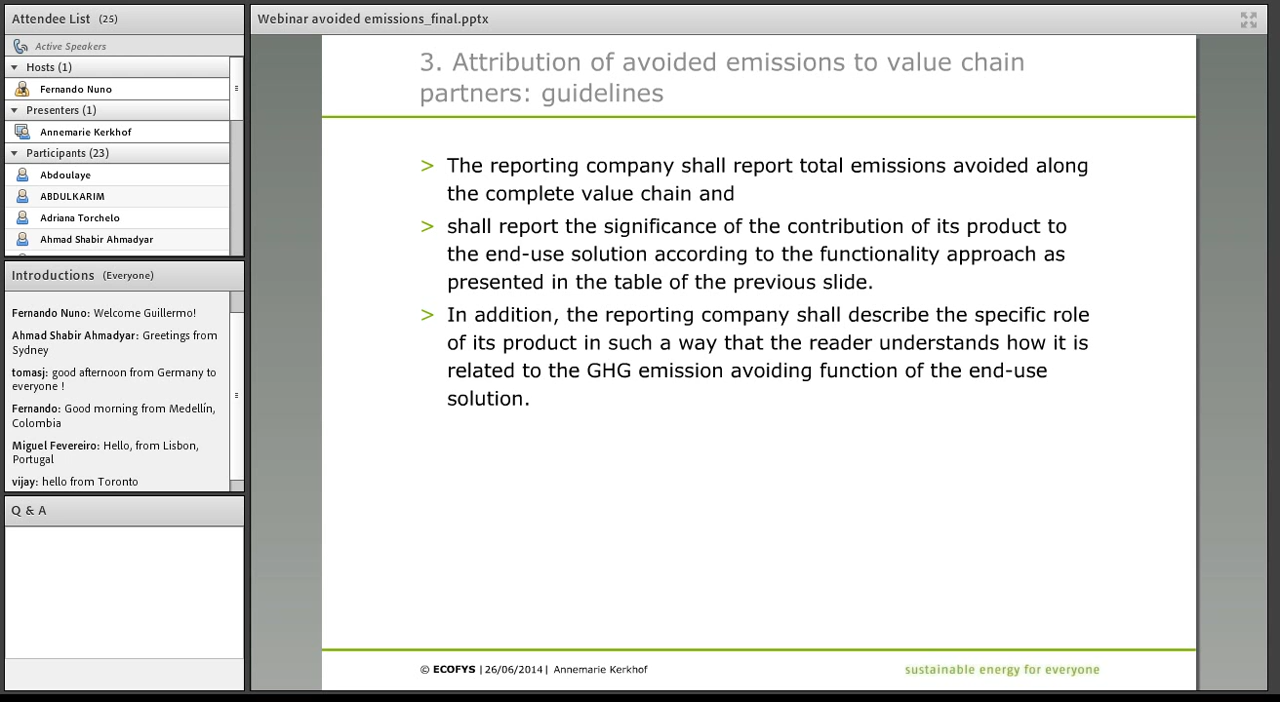 Attendee List (25)
Active Speakers
Hosts (1)
Fernando Nuno
Presenters (1)
Annemarie Kerkhof
Participants (23)
Abdoulaye
ABDULKARIM
Adriana Torchelo
Ahmad Shabir Ahmadyar
Introductions (Everyone)
Fernando Nuno: Welcome Guillermo!
Ahmad Shabir Ahmadyar: Greetings from
Sydney
tomasj: good afternoon from Germany to
everyone !
Fernando: Good morning from Medellín,
Colombia
Miguel Fevereiro: Hello, from Lisbon,
Portugal
vijay: hello from Toronto
Q & A
Webinar avoided emissions_final.pptx
3. Attribution of avoided emissions to value chain
partners: guidelines
> The reporting company shall report total emissions avoided along
the complete value chain and
> shall report the significance of the contribution of its product to
the end-use solution according to the functionality approach as
presented in the table of the previous slide.
> In addition, the reporting company shall describe the specific role
of its product in such a way that the reader understands how it is
related to the GHG emission avoiding function of the end-use
solution.
© ECOFYS | 26/06/2014 | Annemarie Kerkhof
sustainable energy for everyone